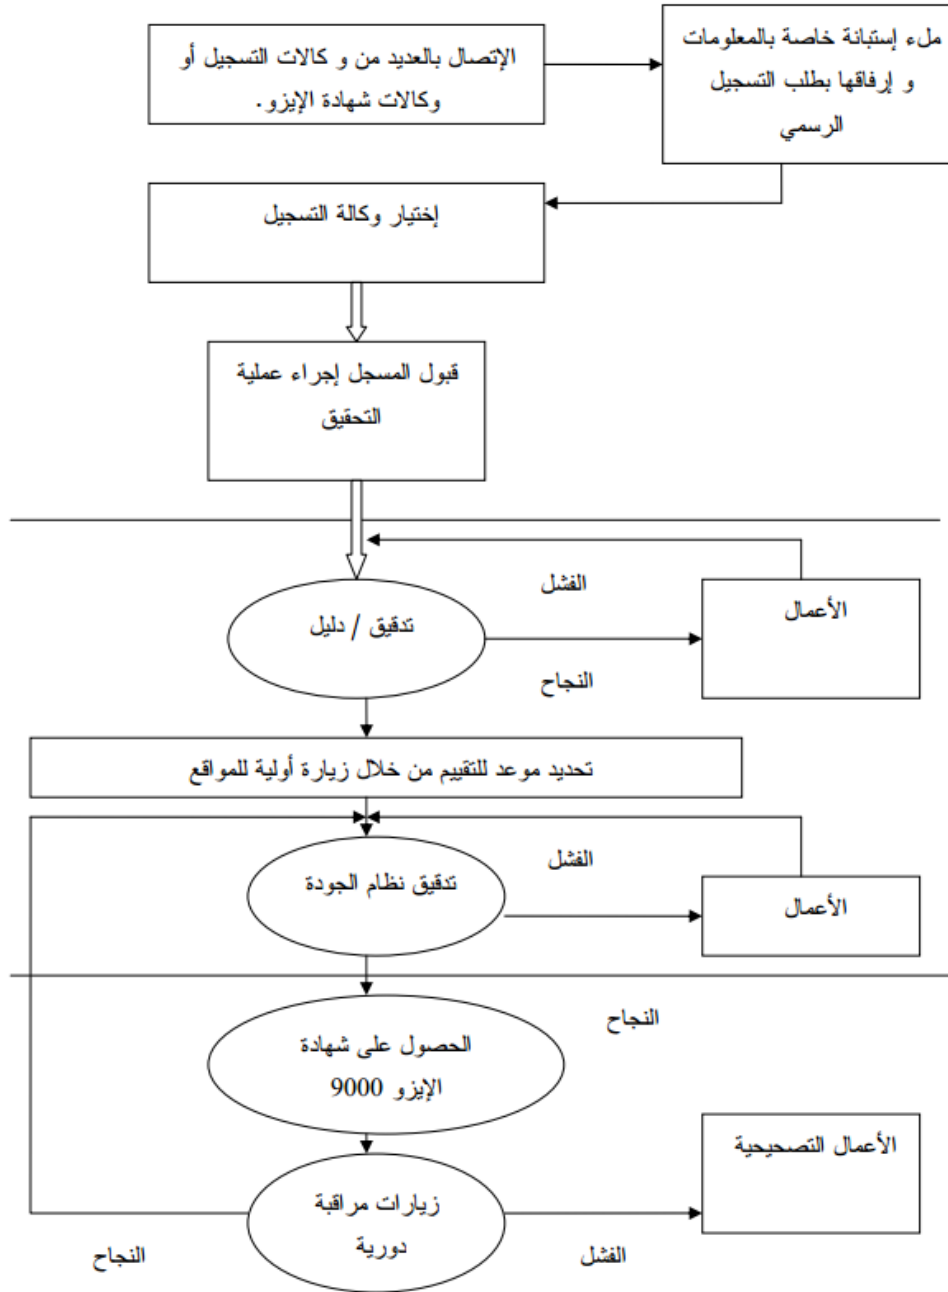 الإتصال بالعديد من و كالات التسجيل أو
وكالات شهادة الإيزو.
ملء إستبانة خاصة بالمعلومات
و إرفاقها بطلب التسجيل
الرسمي
إختيار وكالة التسجيل
قبول المسجل إجراء عملية
التحقيق
الفشل
الأعمال
تدقيق / دليل
النجاح
تحديد موعد للتقييم من خلال زيارة أولية للمواقع
الفشل
تدقيق نظام الجودة
الأعمال
النجاح
الحصول على شهادة
الإيزو 9000
الأعمال التصحيحية
زيارات مراقبة
دورية
الفشل
النجاح